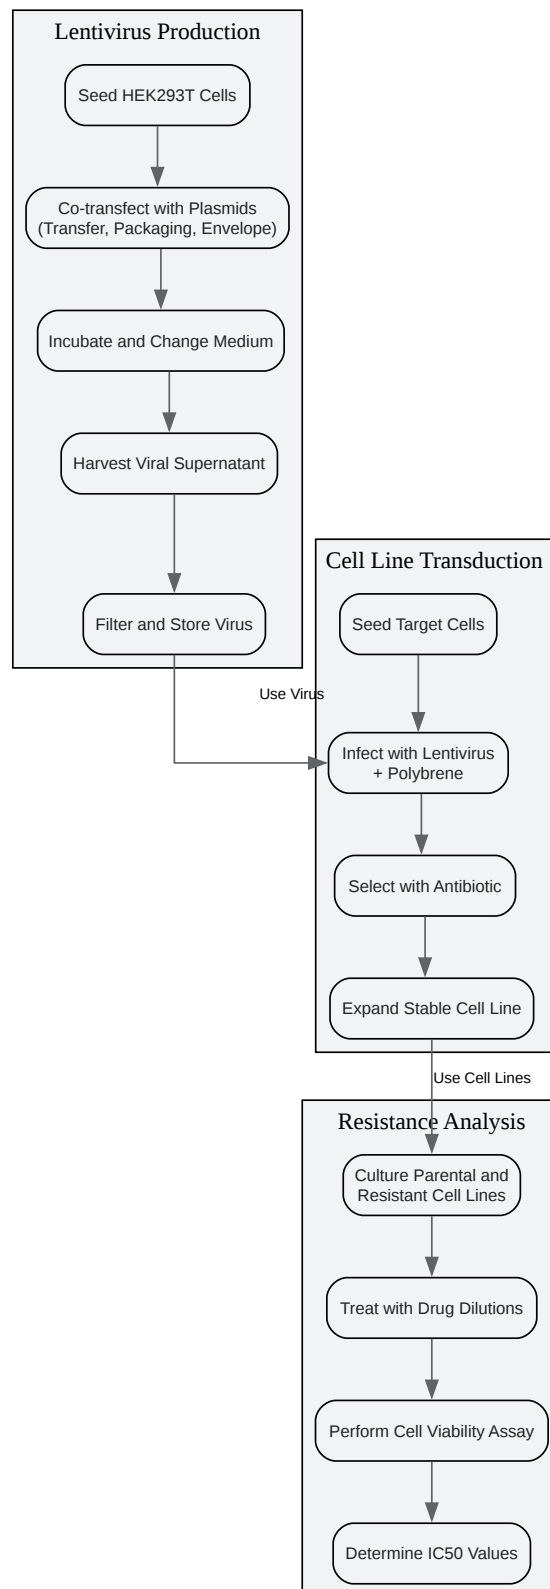 Lentivirus Production
Seed HEK293T Cells
Co-transfect with Plasmids
(Transfer, Packaging, Envelope)
Incubate and Change Medium
Harvest Viral Supernatant
Filter and Store Virus
Use Virus
Cell Line Transduction
Seed Target Cells
Infect with Lentivirus
+ Polybrene
Select with Antibiotic
Expand Stable Cell Line
Use Cell Lines
Resistance Analysis
Culture Parental and
Resistant Cell Lines
Treat with Drug Dilutions
Perform Cell Viability Assay
Determine IC50 Values